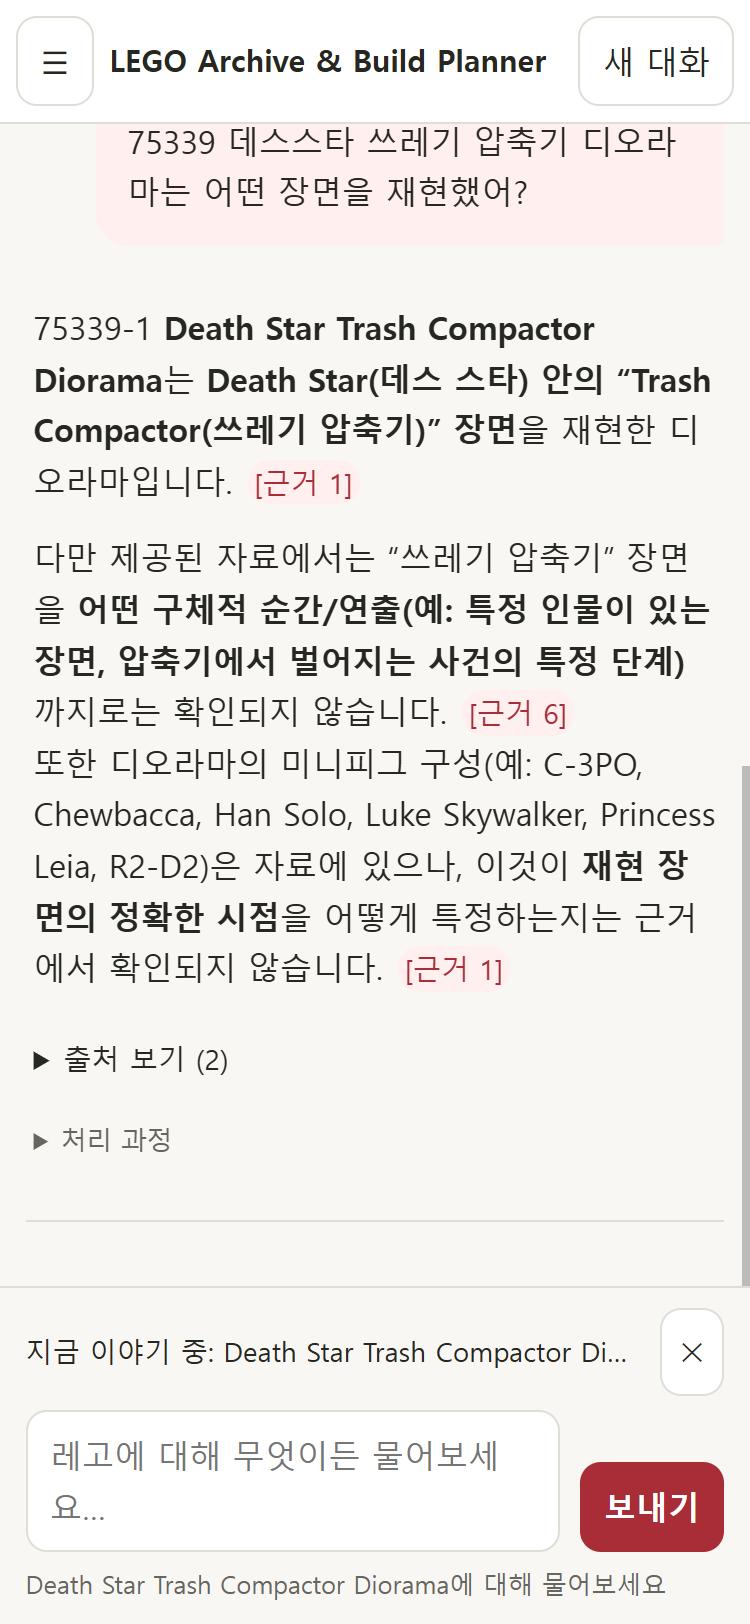 ☰ LEGO Archive & Build Planner 새 대화
75339 데스스타 쓰레기 압축기 디오라
마는 어떤 장면을 재현했어?
75339-1 Death Star Trash Compactor
Diorama는 Death Star(데스 스타) 안의 “Trash
Compactor(쓰레기 압축기)” 장면을 재현한 디
오라마입니다. [근거 1]
다만 제공된 자료에서는 “쓰레기 압축기” 장면
을 어떤 구체적 순간/연출(예: 특정 인물이 있는
장면, 압축기에서 벌어지는 사건의 특정 단계)
까지로는 확인되지 않습니다. [근거 6]
또한 디오라마의 미니피그 구성(예: C-3PO,
Chewbacca, Han Solo, Luke Skywalker, Princess
Leia, R2-D2)은 자료에 있으나, 이것이 재현 장
면의 정확한 시점을 어떻게 특정하는지는 근거
에서 확인되지 않습니다. [근거 1]
▶ 출처 보기 (2)
▶ 처리 과정
지금 이야기 중: Death Star Trash Compactor Di... ×
레고에 대해 무엇이든 물어보세
요...
보내기
Death Star Trash Compactor Diorama에 대해 물어보세요